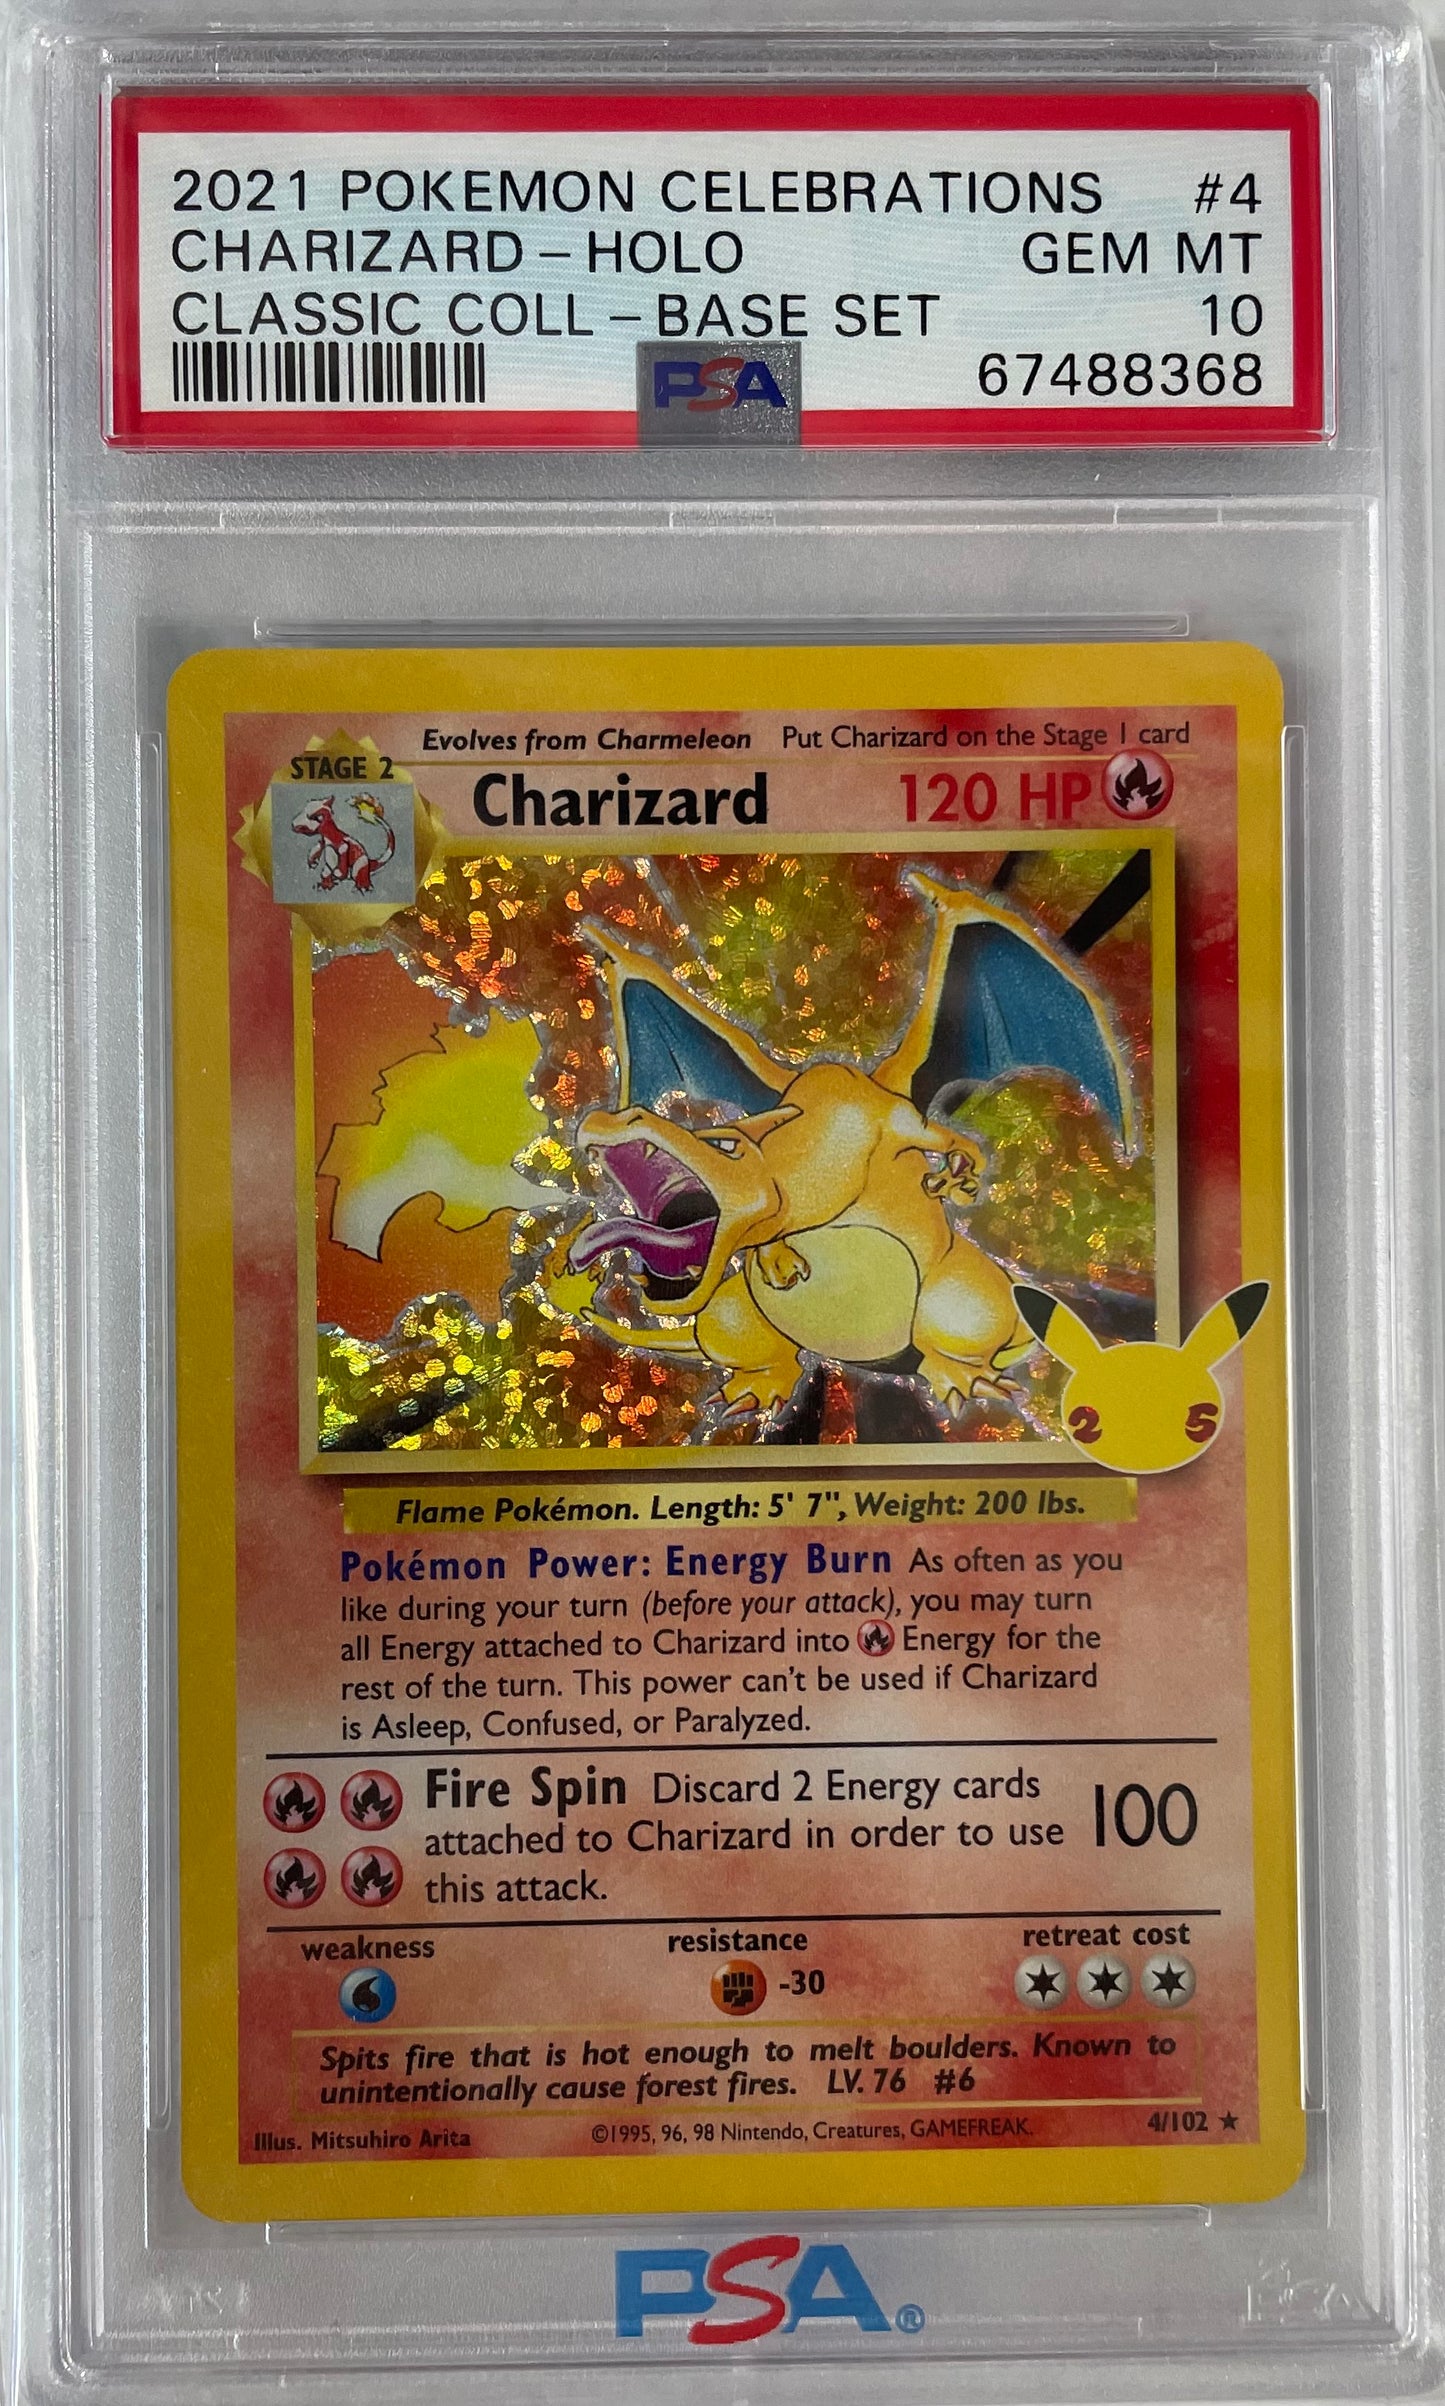 2021 POKEMON CELEBRATIONS #4
CHARIZARD-HOLO GEM MT
CLASSIC COLL-BASE SET 10
PSA 67488368
Evolves from Charmeleon Put Charizard on the Stage 1 card
STAGE 2
Charizard 120 HP
2 5
Flame Pokémon. Length: 5' 7", Weight: 200 lbs.
Pokémon Power: Energy Burn As often as you
like during your turn (before your attack), you may turn
all Energy attached to Charizard into Energy for the
rest of the turn. This power can't be used if Charizard
is Asleep, Confused, or Paralyzed.
Fire Spin Discard 2 Energy cards
attached to Charizard in order to use 100
this attack.
weakness resistance retreat cost
-30
Spits fire that is hot enough to melt boulders. Known to
unintentionally cause forest fires. LV. 76 #6
Illus. Mitsuhiro Arita ©1995, 96, 98 Nintendo, Creatures, GAMEFREAK. 4/102 ★
PSA®